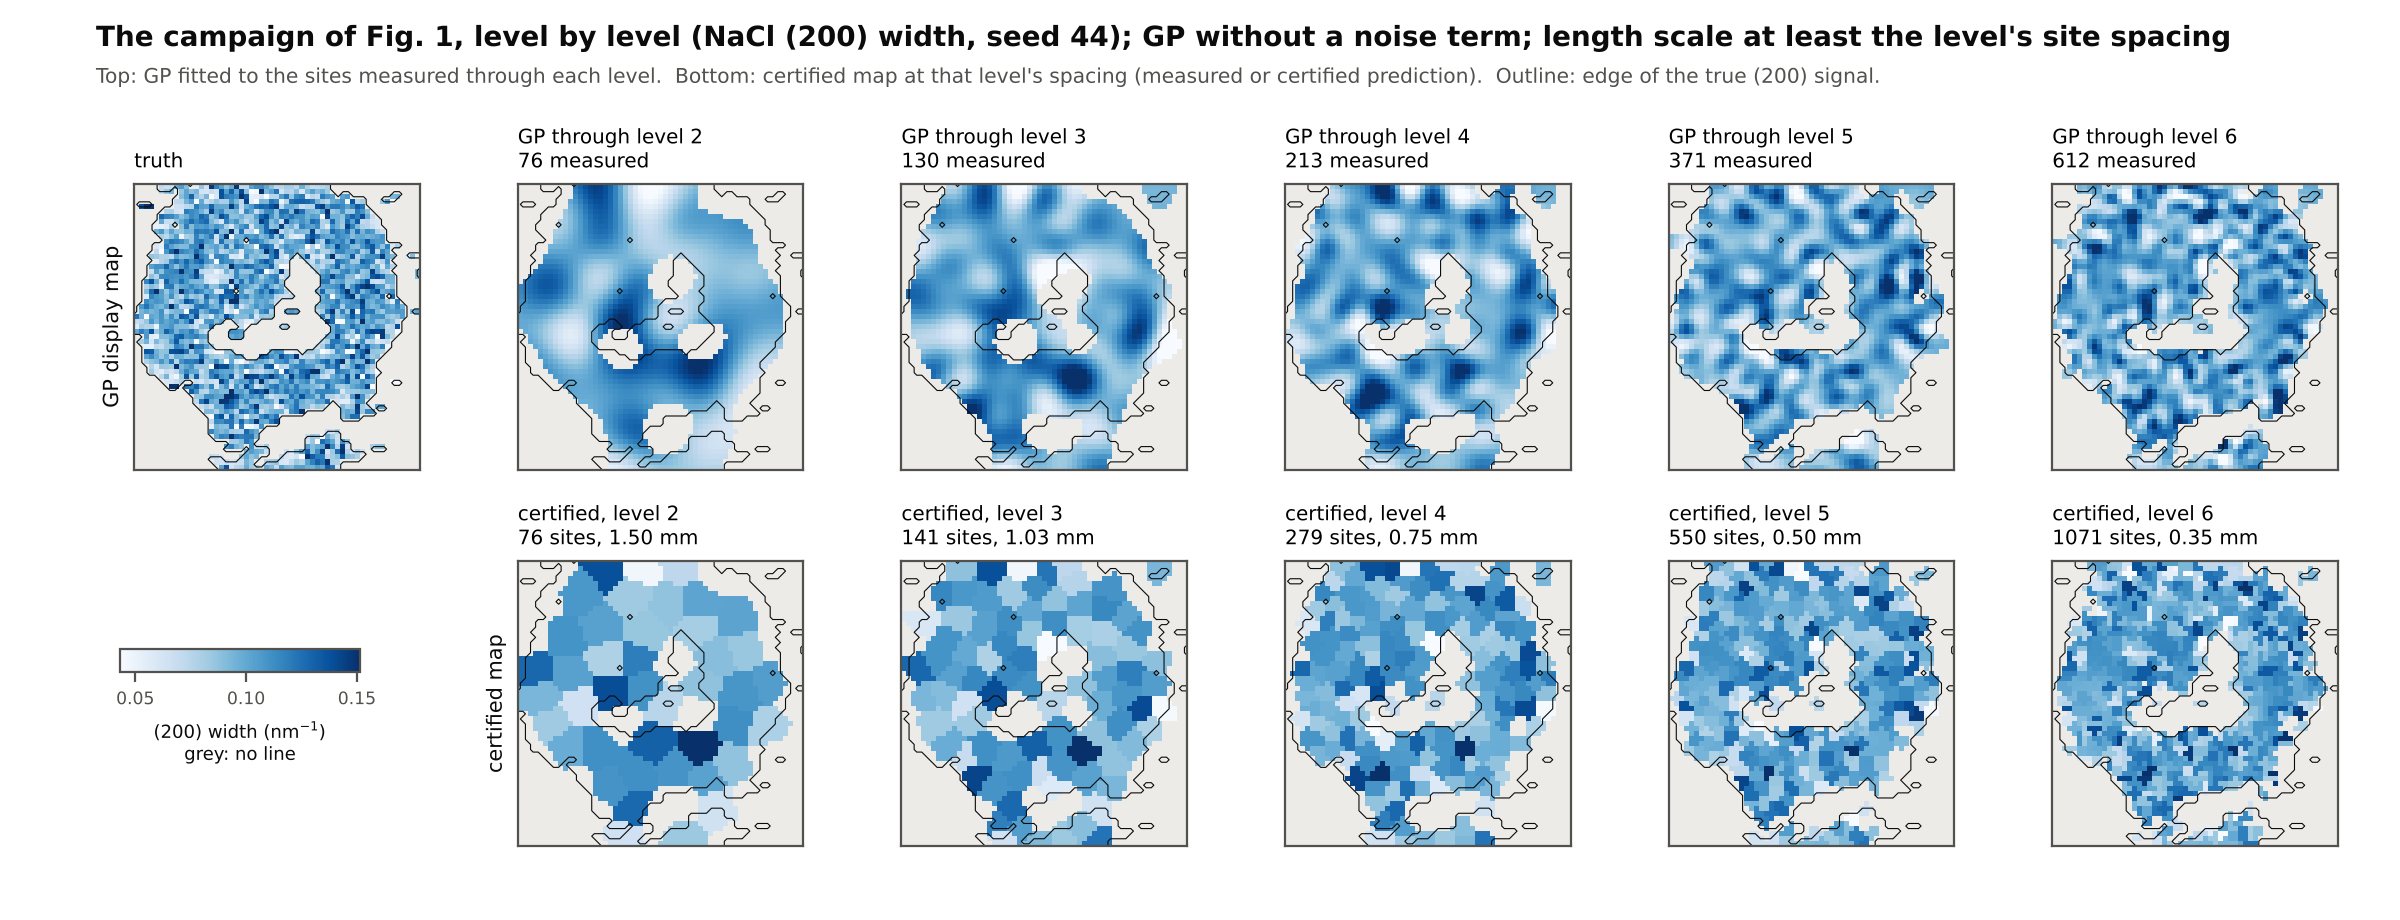 The campaign of Fig. 1, level by level (NaCl (200) width, seed 44); GP without a noise term; length scale at least the level's site spacing
Top: GP fitted to the sites measured through each level. Bottom: certified map at that level's spacing (measured or certified prediction). Outline: edge of the true (200) signal.
truth
GP through level 2
76 measured
GP through level 3
130 measured
GP through level 4
213 measured
GP through level 5
371 measured
GP through level 6
612 measured
GP display map
certified, level 2
76 sites, 1.50 mm
certified, level 3
141 sites, 1.03 mm
certified, level 4
279 sites, 0.75 mm
certified, level 5
550 sites, 0.50 mm
certified, level 6
1071 sites, 0.35 mm
certified map
0.05 0.10 0.15
(200) width (nm⁻¹)
grey: no line